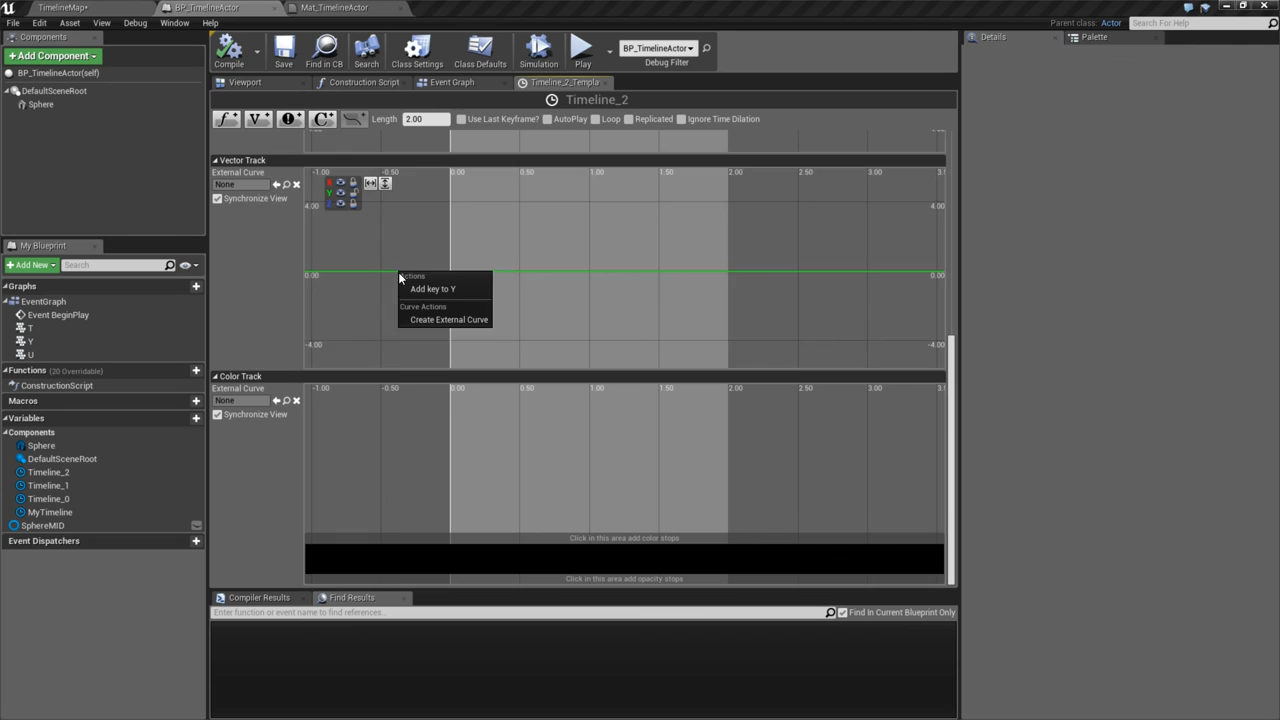 TimelineMap*
BP_TimelineActor
Mat_TimelineActor
File Edit Asset View Debug Window Help
Parent class: Actor
Search For Help
Components
+Add Component
BP_TimelineActor(self)
DefaultSceneRoot
Sphere
Compile
Save
Find in CB
Search
Class Settings
Class Defaults
Simulation
Play
BP_TimelineActor
Debug Filter
Details
Palette
Viewport
Construction Script
Event Graph
Timeline_2_Templa
Timeline_2
f+ V+ !+ C+
Length 2.00 Use Last Keyframe? AutoPlay Loop Replicated Ignore Time Dilation
Vector Track
External Curve
None
Synchronize View
-1.00 -0.50 0.00 0.50 1.00 1.50 2.00 2.50 3.00
X
Y
Z
4.00 4.00
0.00 0.00
-4.00 -4.00
ctions
Add key to Y
Curve Actions
Create External Curve
Color Track
External Curve
None
Synchronize View
-1.00 -0.50 0.00 0.50 1.00 1.50 2.00 2.50 3.00
Click in this area add color stops
Click in this area add opacity stops
My Blueprint
+Add New
Search
Graphs
EventGraph
Event BeginPlay
T
Y
U
Functions (20 Overridable)
ConstructionScript
Macros
Variables
Components
Sphere
DefaultSceneRoot
Timeline_2
Timeline_1
Timeline_0
MyTimeline
SphereMID
Event Dispatchers
Compiler Results
Find Results
Enter function or event name to find references...
Find In Current Blueprint Only